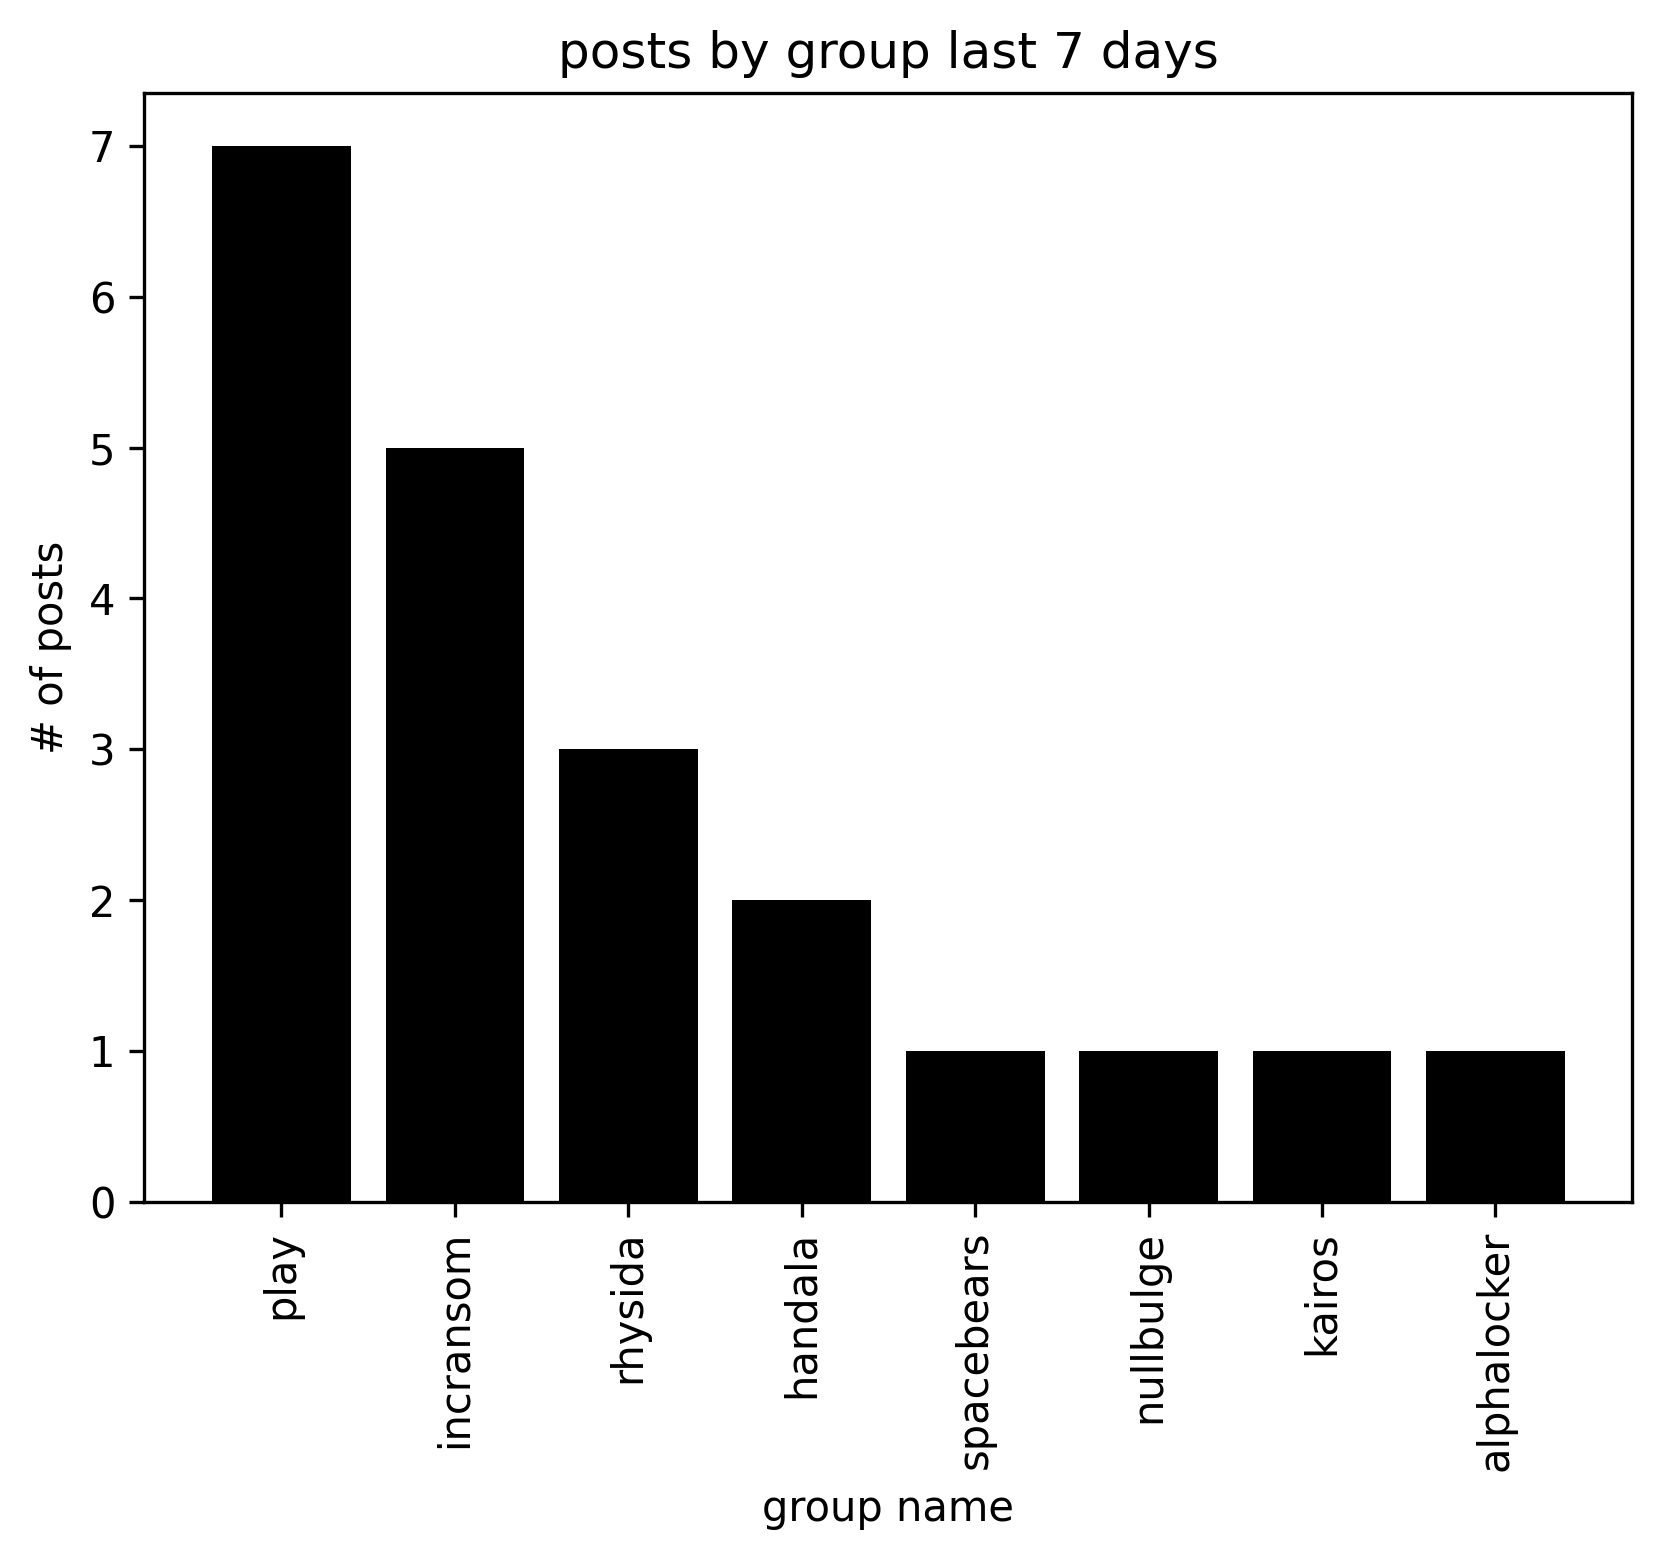 posts by group last 7 days
# of posts
7
6
5
4
3
2
1
0
play
incransom
rhysida
handala
spacebears
nullbulge
kairos
alphalocker
group name